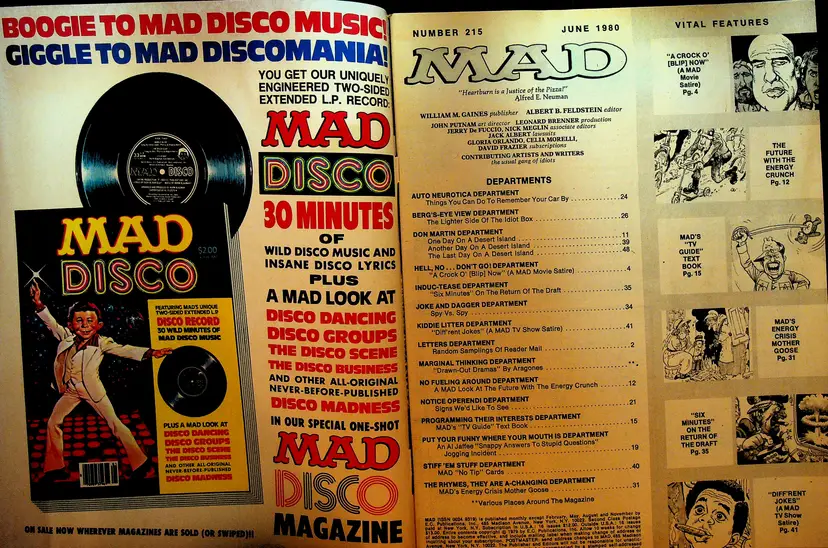 BOOGIE TO MAD DISCO MUSIC!
GIGGLE TO MAD DISCOMANIA!
YOU GET OUR UNIQUELY
ENGINEERED TWO-SIDED
EXTENDED L.P. RECORD:
MAD
DISCO
30 MINUTES
OF
WILD DISCO MUSIC AND
INSANE DISCO LYRICS
PLUS
A MAD LOOK AT
DISCO DANCING
DISCO GROUPS
THE DISCO SCENE
THE DISCO BUSINESS
AND OTHER ALL-ORIGINAL
NEVER-BEFORE-PUBLISHED
DISCO MADNESS
IN OUR SPECIAL ONE-SHOT
MAD
DISCO
MAGAZINE
MAD DISCO
MAD
$2.00
DISCO
FEATURING MAD'S UNIQUE
TWO-SIDED EXTENDED L.P.
DISCO RECORD
30 WILD MINUTES OF
MAD DISCO MUSIC
PLUS A MAD LOOK AT
DISCO DANCING
DISCO GROUPS
THE DISCO SCENE
THE DISCO BUSINESS
AND OTHER ALL-ORIGINAL
NEVER-BEFORE-PUBLISHED
DISCO MADNESS
ON SALE NOW WHEREVER MAGAZINES ARE SOLD (OR SWIPED)!!
NUMBER 215 JUNE 1980
MAD
"Heartburn is a Justice of the Pizza!"
Alfred E. Neuman
WILLIAM M. GAINES publisher ALBERT B. FELDSTEIN editor
JOHN PUTNAM art director LEONARD BRENNER production
JERRY De FUCCIO, NICK MEGLIN associate editors
JACK ALBERT lawsuits
GLORIA ORLANDO, CELIA MORELLI,
DAVID FRAZIER subscriptions
CONTRIBUTING ARTISTS AND WRITERS
the usual gang of idiots
DEPARTMENTS
AUTO NEUROTICA DEPARTMENT
Things You Can Do To Remember Your Car By 24
BERG'S-EYE VIEW DEPARTMENT
The Lighter Side Of The Idiot Box 26
DON MARTIN DEPARTMENT
One Day On A Desert Island 11
Another Day On A Desert Island 39
The Last Day On A Desert Island 48
HELL, NO . . . DON'T GO! DEPARTMENT
"A Crock O' [Blip] Now" (A MAD Movie Satire) 4
INDUC-TEASE DEPARTMENT
"Six Minutes" On The Return Of The Draft 35
JOKE AND DAGGER DEPARTMENT
Spy Vs. Spy 34
KIDDIE LITTER DEPARTMENT
"Diff'rent Jokes" (A MAD TV Show Satire) 41
LETTERS DEPARTMENT
Random Samplings Of Reader Mail 2
MARGINAL THINKING DEPARTMENT
"Drawn-Out Dramas" By Aragones **
NO FUELING AROUND DEPARTMENT
A MAD Look At The Future With The Energy Crunch 12
NOTICE OPERENDI DEPARTMENT
Signs We'd Like To See 21
PROGRAMMING THEIR INTERESTS DEPARTMENT
MAD's "TV Guide" Text Book 15
PUT YOUR FUNNY WHERE YOUR MOUTH IS DEPARTMENT
An Al Jaffee "Snappy Answers To Stupid Questions"
Jogging Incident 19
STIFF 'EM STUFF DEPARTMENT
MAD "No Tip" Cards 40
THE RHYMES, THEY ARE A-CHANGING DEPARTMENT
MAD's Energy Crisis Mother Goose 31
**Various Places Around The Magazine
VITAL FEATURES
"A CROCK O'
[BLIP] NOW"
(A MAD
Movie
Satire)
Pg. 4
THE
FUTURE
WITH THE
ENERGY
CRUNCH
Pg. 12
MAD'S
"TV
GUIDE"
TEXT
BOOK
Pg. 15
MAD'S
ENERGY
CRISIS
MOTHER
GOOSE
Pg. 31
"SIX
MINUTES"
ON THE
RETURN
OF THE
DRAFT
Pg. 35
"DIFF'RENT
JOKES"
(A MAD
TV Show
Satire)
Pg. 41